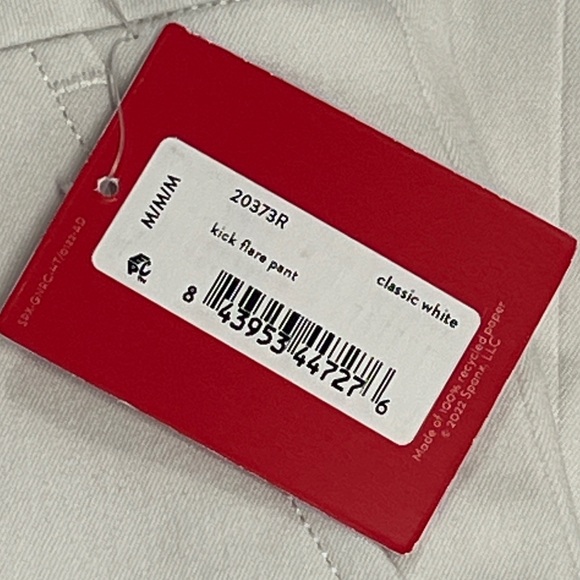 M/M/M
20373R
kick flare pant
classic white
8 43953 44727 6
Made of 100% recycled paper
© 2022 Spanx, LLC